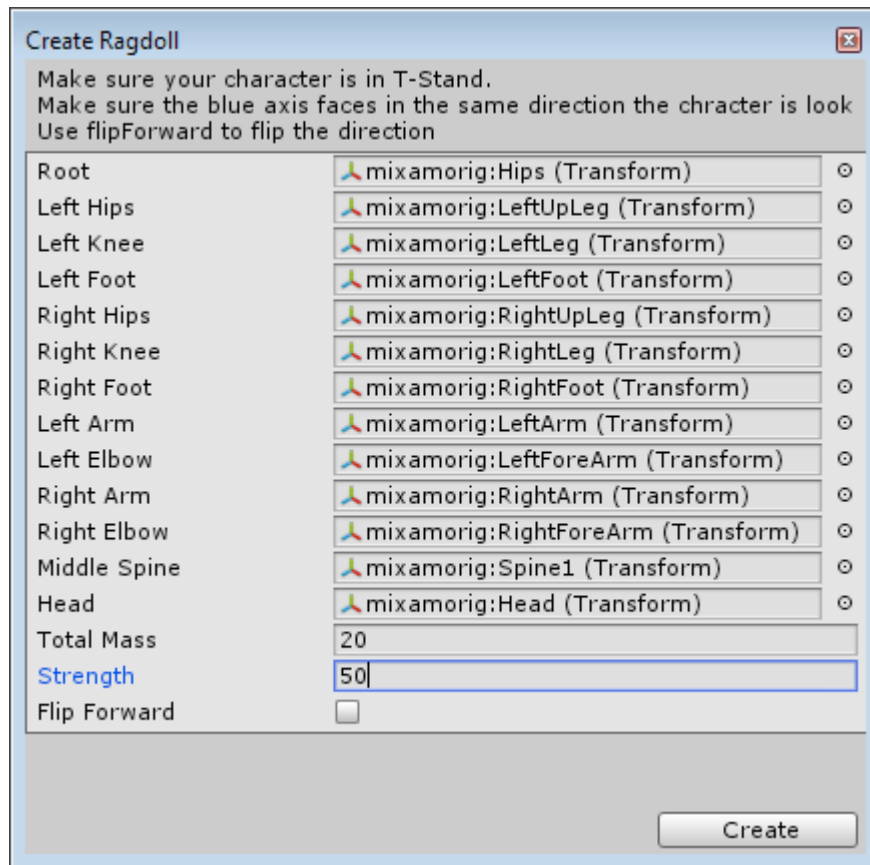 Create Ragdoll
Make sure your character is in T-Stand.
Make sure the blue axis faces in the same direction the chracter is look
Use flipForward to flip the direction
Root mixamorig:Hips (Transform)
Left Hips mixamorig:LeftUpLeg (Transform)
Left Knee mixamorig:LeftLeg (Transform)
Left Foot mixamorig:LeftFoot (Transform)
Right Hips mixamorig:RightUpLeg (Transform)
Right Knee mixamorig:RightLeg (Transform)
Right Foot mixamorig:RightFoot (Transform)
Left Arm mixamorig:LeftArm (Transform)
Left Elbow mixamorig:LeftForeArm (Transform)
Right Arm mixamorig:RightArm (Transform)
Right Elbow mixamorig:RightForeArm (Transform)
Middle Spine mixamorig:Spine1 (Transform)
Head mixamorig:Head (Transform)
Total Mass 20
Strength 50
Flip Forward
Create